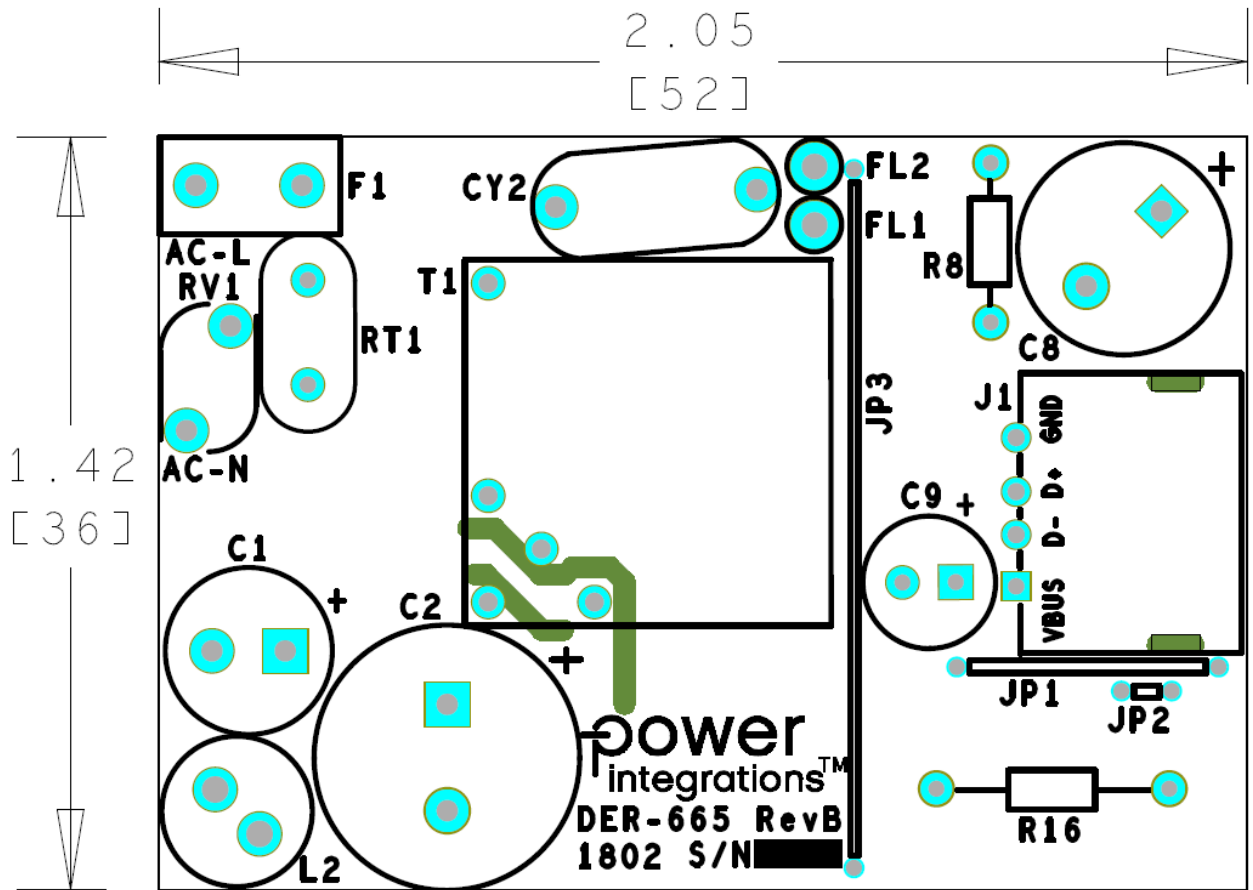 2.05
[52]
F1
CY2
FL2
FL1
+
R8
AC-L
RV1
T1
RT1
C8
JP3
J1
GND
D+
D-
VBUS
1.42
[36]
AC-N
C9
+
C1
+
C2
+
JP1
JP2
power
integrations™
DER-665 RevB
1802 S/N
R16
L2